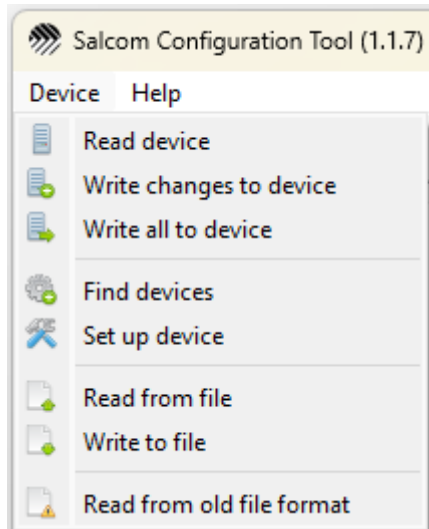 Salcom Configuration Tool (1.1.7)
Device Help
Read device
Write changes to device
Write all to device
Find devices
Set up device
Read from file
Write to file
Read from old file format